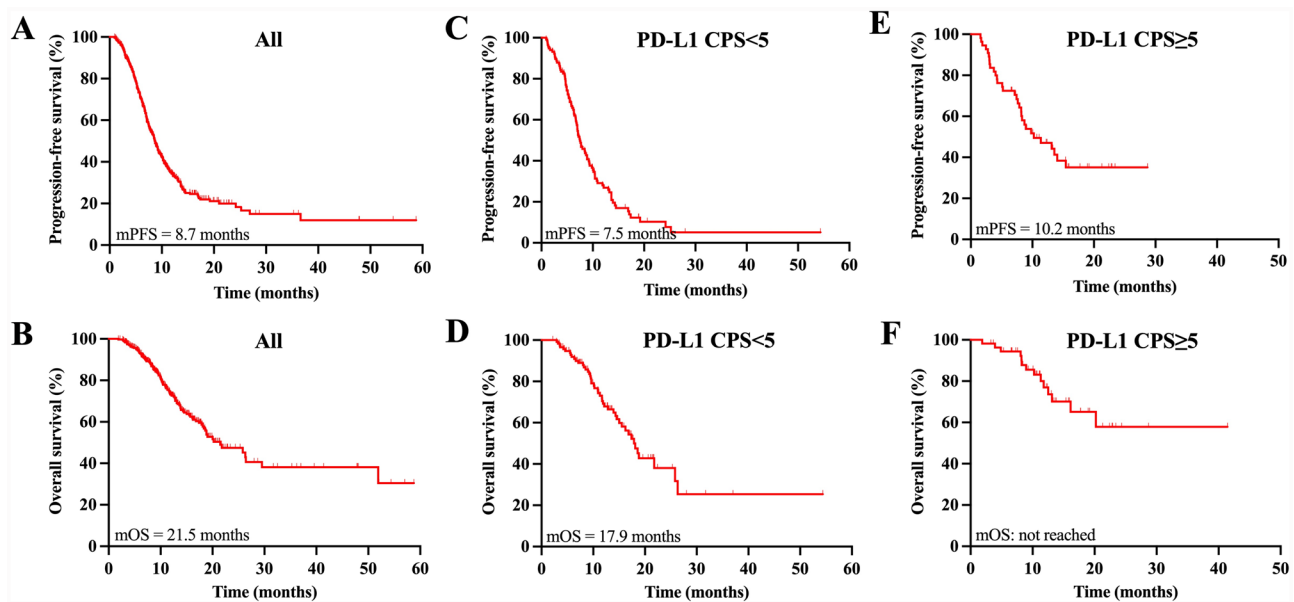 A
All
Progression-free survival (%)
100
80
60
40
20
0
mPFS = 8.7 months
0 10 20 30 40 50 60
Time (months)
C
PD-L1 CPS<5
Progression-free survival (%)
100
80
60
40
20
0
mPFS = 7.5 months
0 10 20 30 40 50 60
Time (months)
E
PD-L1 CPS≥5
Progression-free survival (%)
100
80
60
40
20
0
mPFS = 10.2 months
0 10 20 30 40 50
Time (months)
B
All
Overall survival (%)
100
80
60
40
20
0
mOS = 21.5 months
0 10 20 30 40 50 60
Time (months)
D
PD-L1 CPS<5
Overall survival (%)
100
80
60
40
20
0
mOS = 17.9 months
0 10 20 30 40 50 60
Time (months)
F
PD-L1 CPS≥5
Overall survival (%)
100
80
60
40
20
0
mOS: not reached
0 10 20 30 40 50
Time (months)